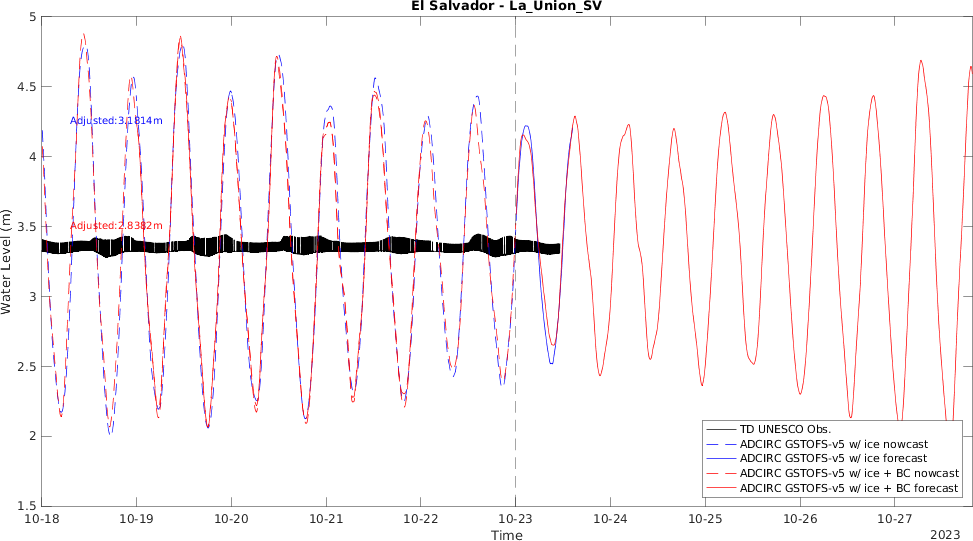 El Salvador - La_Union_SV
5
4.5
4
3.5
3
2.5
2
1.5
Water Level (m)
Adjusted:3.1814m
Adjusted:2.8382m
TD UNESCO Obs.
ADCIRC GSTOFS-v5 w/ ice nowcast
ADCIRC GSTOFS-v5 w/ ice forecast
ADCIRC GSTOFS-v5 w/ ice + BC nowcast
ADCIRC GSTOFS-v5 w/ ice + BC forecast
10-18 10-19 10-20 10-21 10-22 10-23 10-24 10-25 10-26 10-27
Time
2023